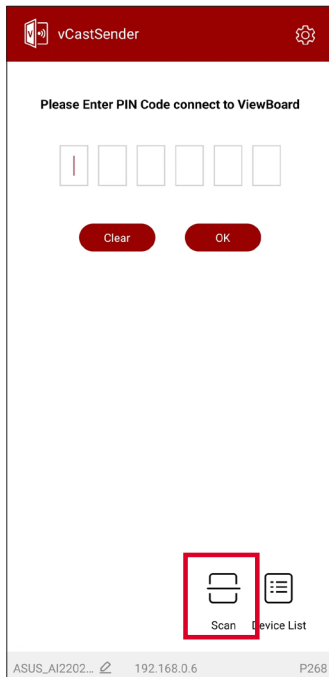 vCastSender
Please Enter PIN Code connect to ViewBoard
Clear OK
Scan Device List
ASUS_AI2202... 192.168.0.6 P268